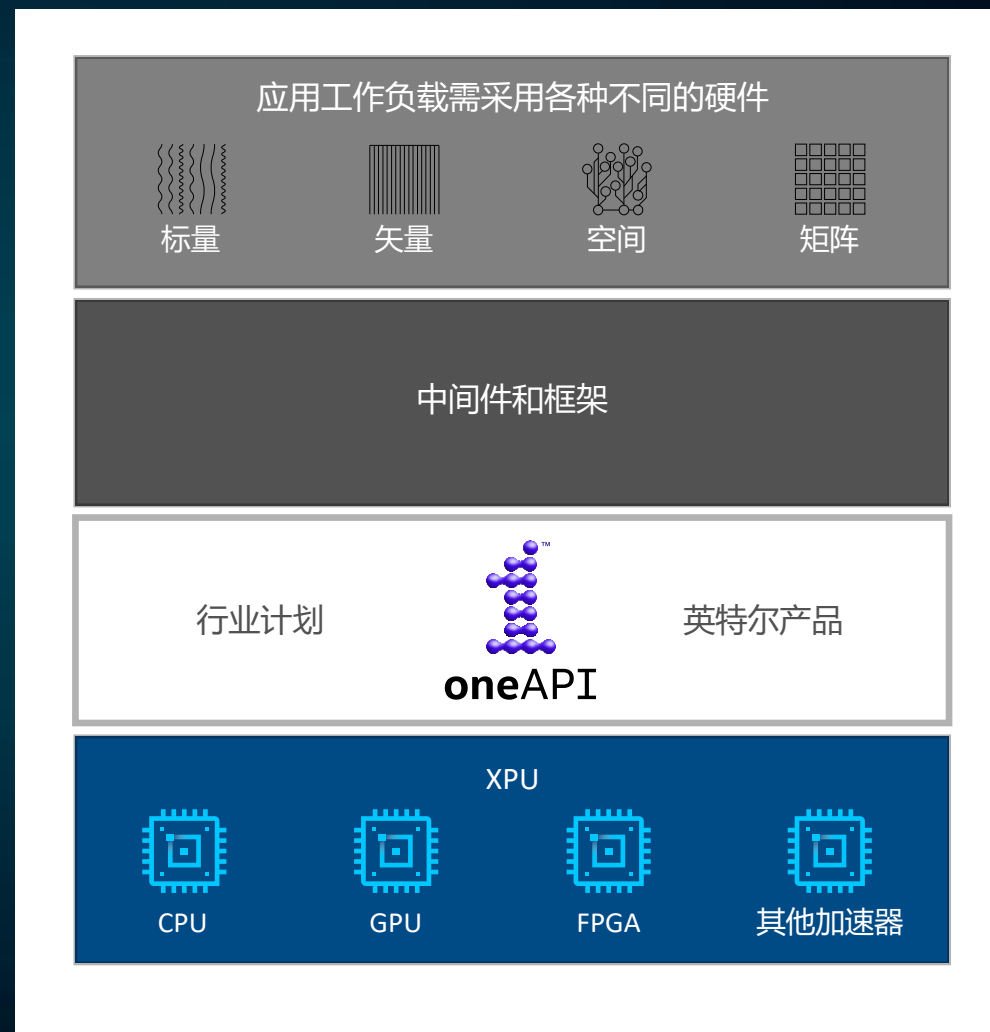 应用工作负载需采用各种不同的硬件
标量 矢量 空间 矩阵
中间件和框架
行业计划
™
oneAPI
英特尔产品
XPU
CPU GPU FPGA 其他加速器